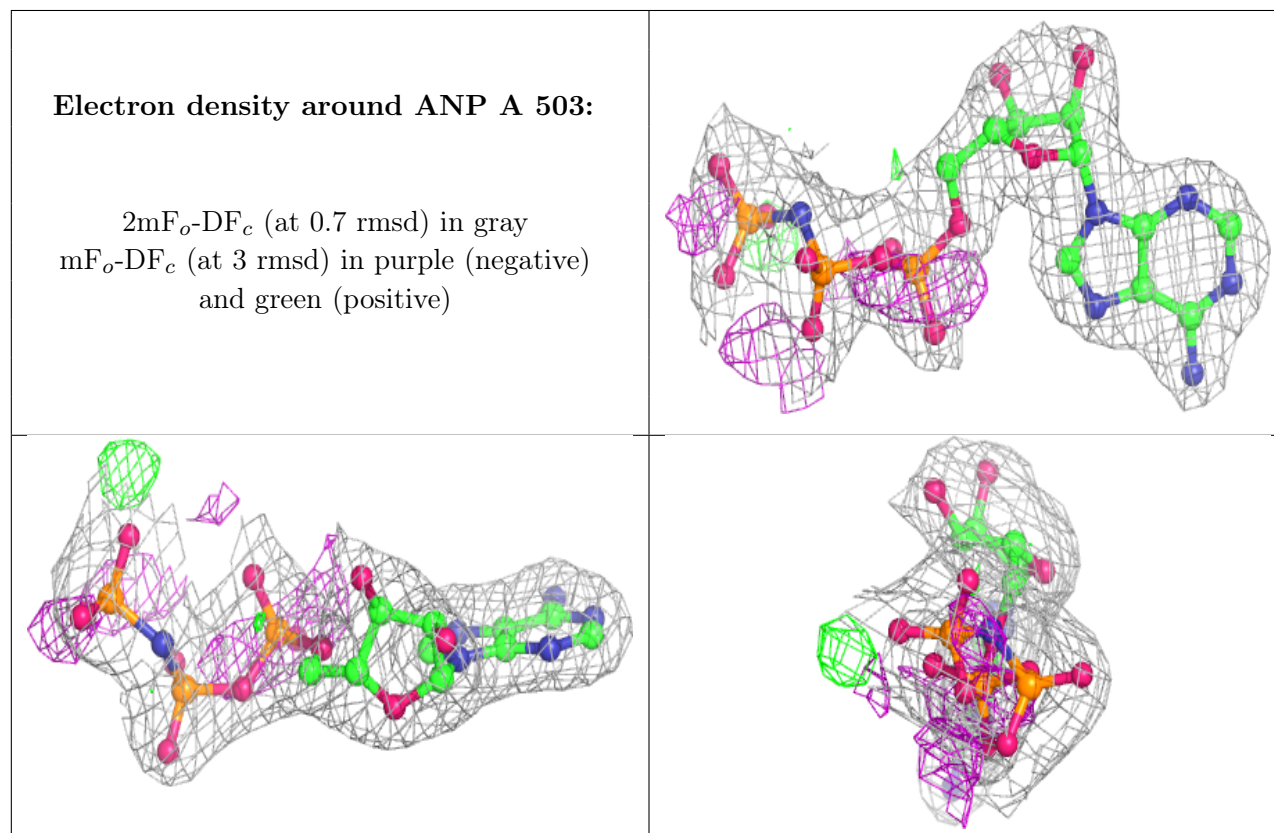 Electron density around ANP A 503:
2mFₒ-DF𝒸 (at 0.7 rmsd) in gray
mFₒ-DF𝒸 (at 3 rmsd) in purple (negative)
and green (positive)